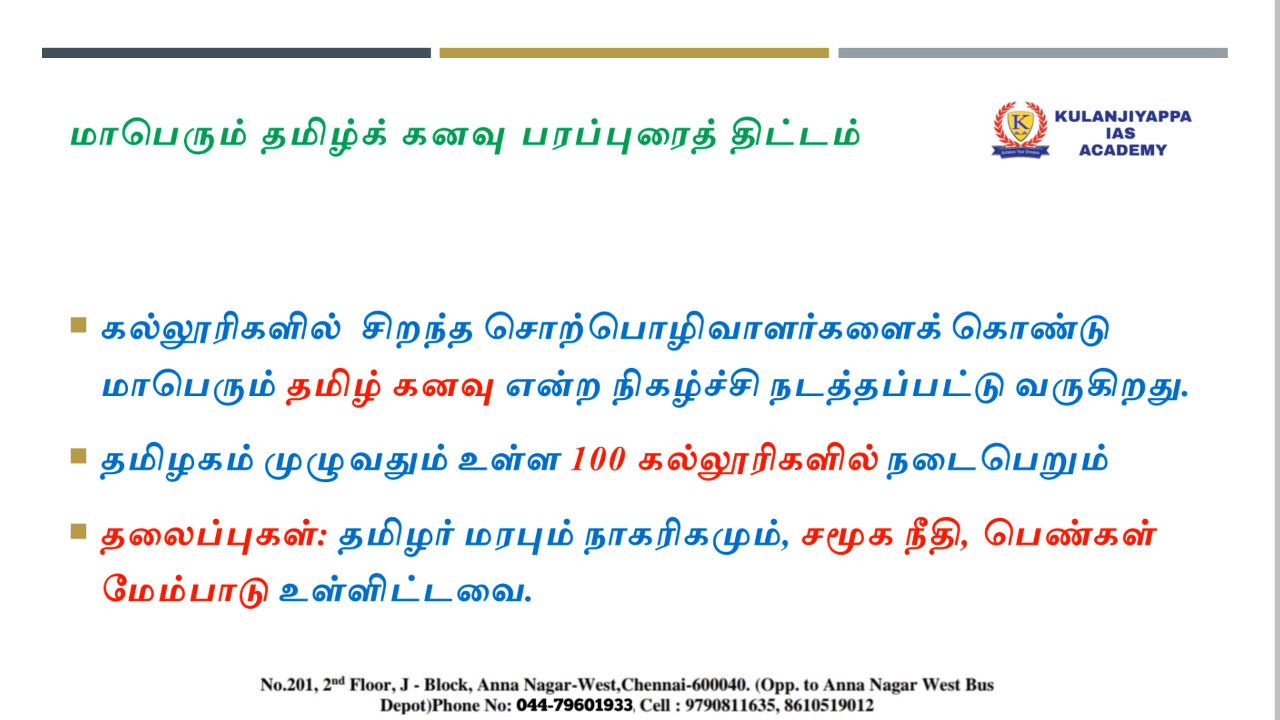 மாபெரும் தமிழ்க் கனவு பரப்புரைத் திட்டம்
KULANJIYAPPA
IAS
ACADEMY
கல்லூரிகளில் சிறந்த சொற்பொழிவாளர்களைக் கொண்டு
மாபெரும் தமிழ் கனவு என்ற நிகழ்ச்சி நடத்தப்பட்டு வருகிறது.
தமிழகம் முழுவதும் உள்ள 100 கல்லூரிகளில் நடைபெறும்
தலைப்புகள்: தமிழர் மரபும் நாகரிகமும், சமூக நீதி, பெண்கள்
மேம்பாடு உள்ளிட்டவை.
No.201, 2nd Floor, J - Block, Anna Nagar-West,Chennai-600040. (Opp. to Anna Nagar West Bus
Depot)Phone No: 044-79601933, Cell : 9790811635, 8610519012